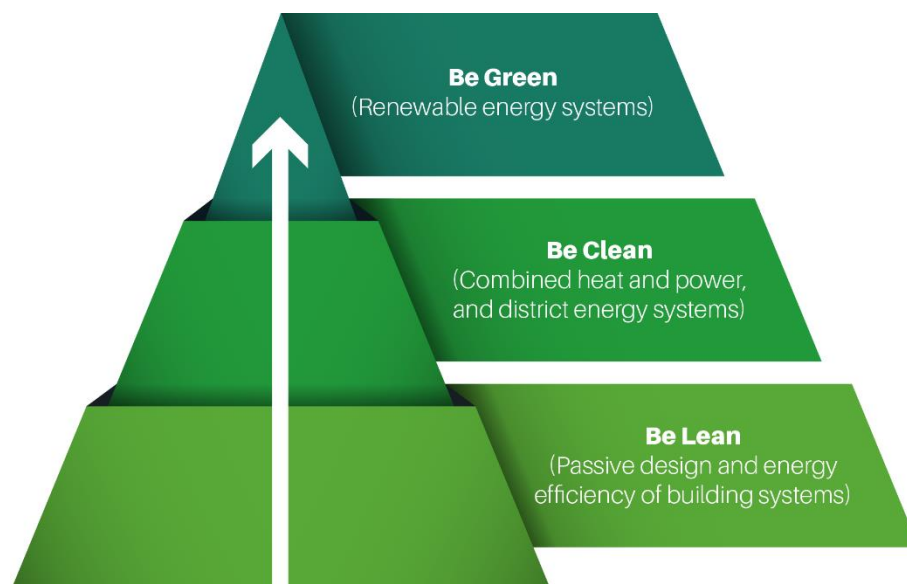 Be Green
(Renewable energy systems)
Be Clean
(Combined heat and power,
and district energy systems)
Be Lean
(Passive design and energy
efficiency of building systems)